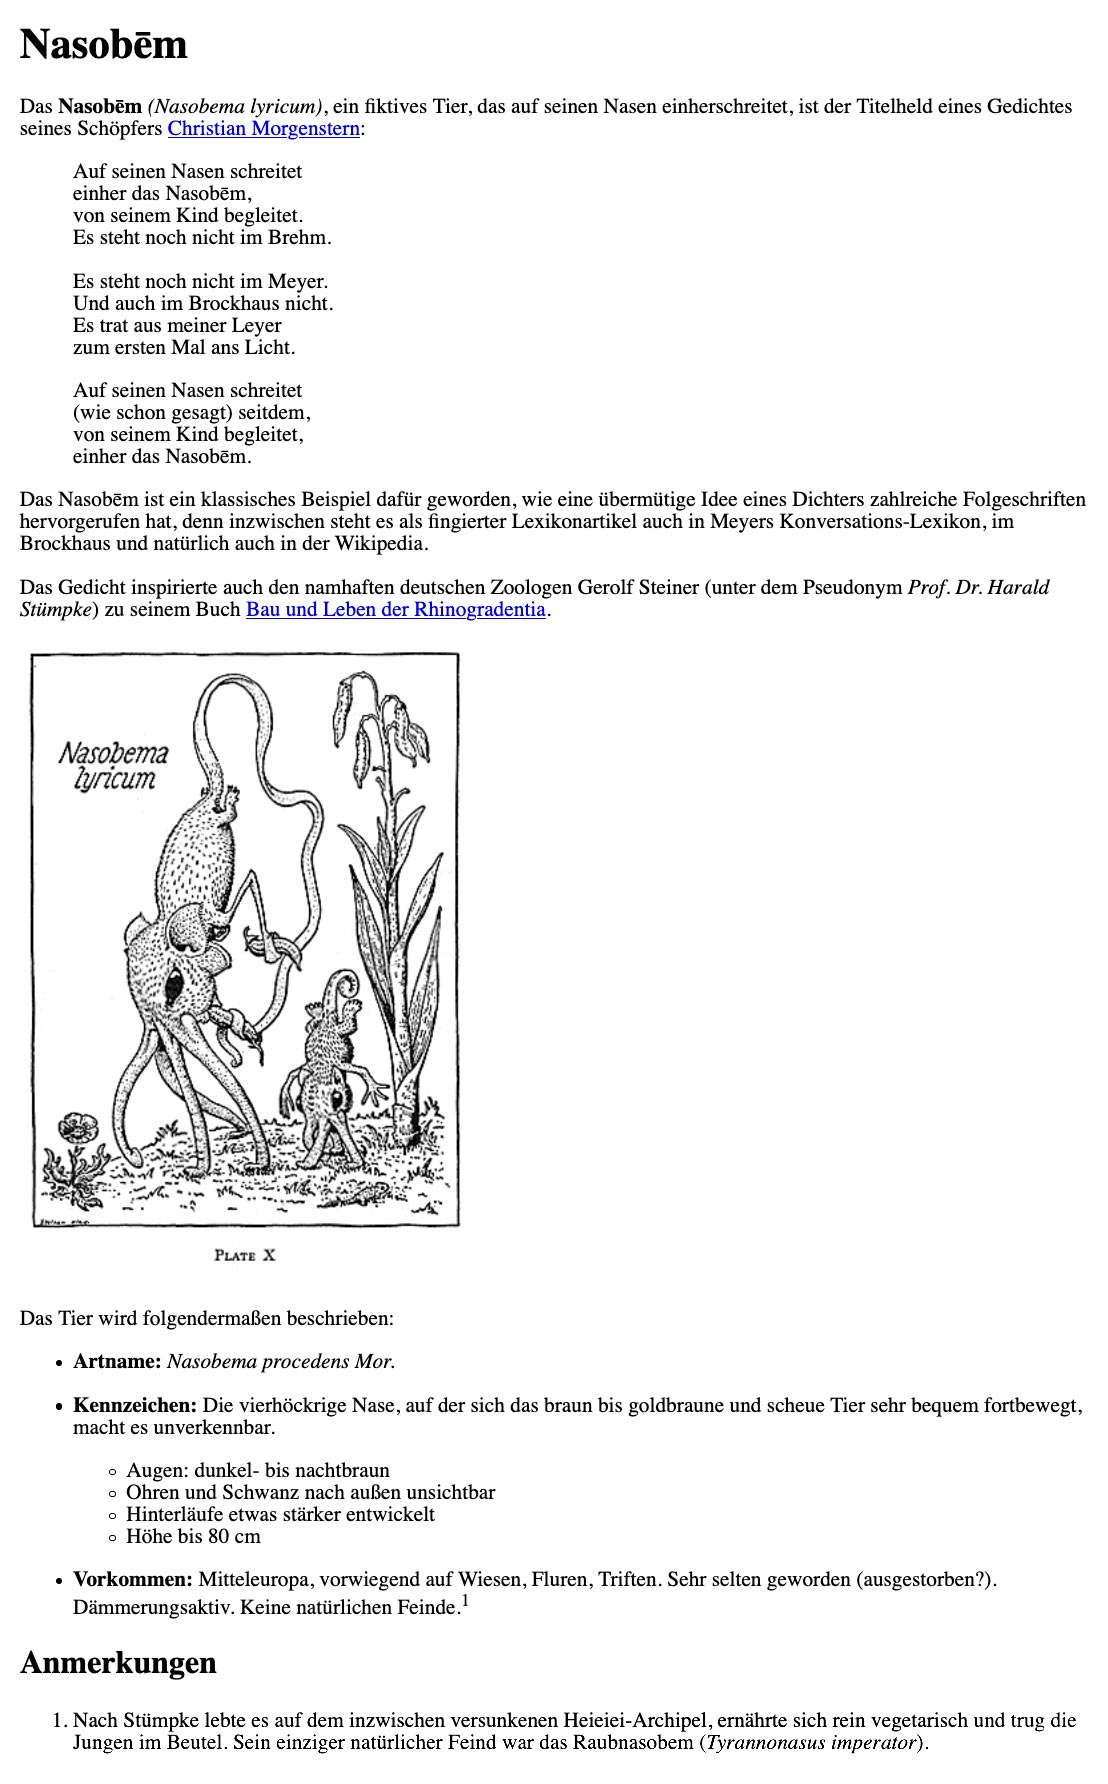 Nasobēm
Das Nasobēm (Nasobema lyricum), ein fiktives Tier, das auf seinen Nasen einherschreitet, ist der Titelheld eines Gedichtes
seines Schöpfers Christian Morgenstern:
Auf seinen Nasen schreitet
einher das Nasobēm,
von seinem Kind begleitet.
Es steht noch nicht im Brehm.
Es steht noch nicht im Meyer.
Und auch im Brockhaus nicht.
Es trat aus meiner Leyer
zum ersten Mal ans Licht.
Auf seinen Nasen schreitet
(wie schon gesagt) seitdem,
von seinem Kind begleitet,
einher das Nasobēm.
Das Nasobēm ist ein klassisches Beispiel dafür geworden, wie eine übermütige Idee eines Dichters zahlreiche Folgeschriften
hervorgerufen hat, denn inzwischen steht es als fingierter Lexikonartikel auch in Meyers Konversations-Lexikon, im
Brockhaus und natürlich auch in der Wikipedia.
Das Gedicht inspirierte auch den namhaften deutschen Zoologen Gerolf Steiner (unter dem Pseudonym Prof. Dr. Harald
Stümpke) zu seinem Buch Bau und Leben der Rhinogradentia.
Nasobema
lyricum
PLATE X
Das Tier wird folgendermaßen beschrieben:
• Artname: Nasobema procedens Mor.
• Kennzeichen: Die vierhöckrige Nase, auf der sich das braun bis goldbraune und scheue Tier sehr bequem fortbewegt,
macht es unverkennbar.
◦ Augen: dunkel- bis nachtbraun
◦ Ohren und Schwanz nach außen unsichtbar
◦ Hinterläufe etwas stärker entwickelt
◦ Höhe bis 80 cm
• Vorkommen: Mitteleuropa, vorwiegend auf Wiesen, Fluren, Triften. Sehr selten geworden (ausgestorben?).
Dämmerungsaktiv. Keine natürlichen Feinde.1
Anmerkungen
1. Nach Stümpke lebte es auf dem inzwischen versunkenen Heieiei-Archipel, ernährte sich rein vegetarisch und trug die
Jungen im Beutel. Sein einziger natürlicher Feind war das Raubnasobem (Tyrannonasus imperator).